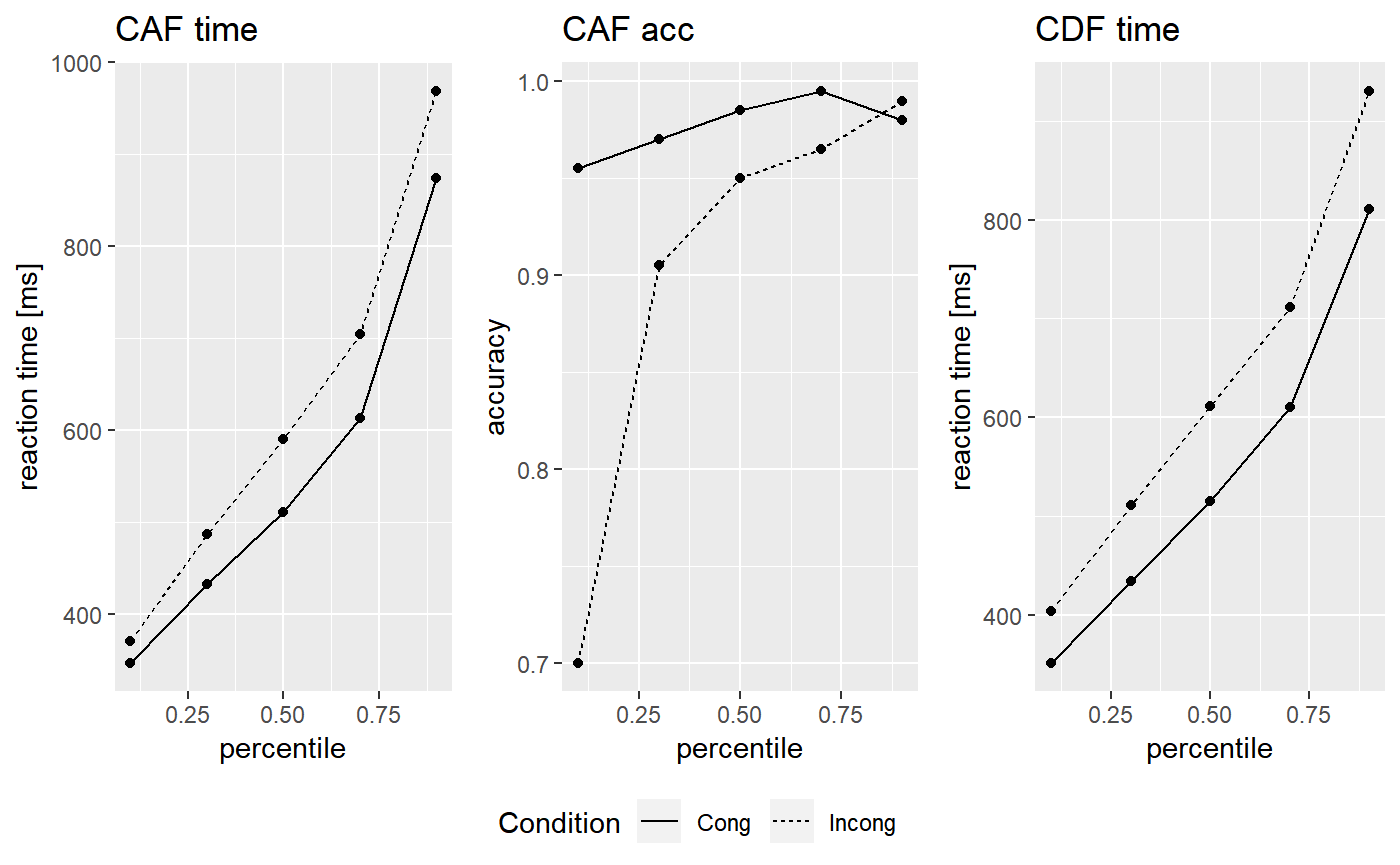 CAF time
reaction time [ms]
1000
800
600
400
0.25 0.50 0.75
percentile
CAF acc
accuracy
1.0
0.9
0.8
0.7
0.25 0.50 0.75
percentile
CDF time
reaction time [ms]
800
600
400
0.25 0.50 0.75
percentile
Condition Cong Incong